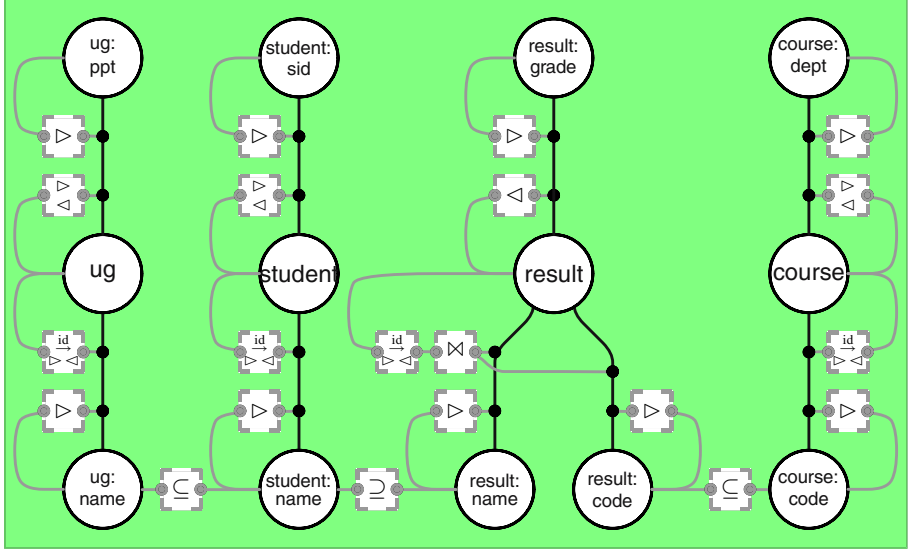 ug:
ppt
student:
sid
result:
grade
course:
dept
▷
▷
▷
▷
▷
◁
▷
◁
◁
▷
◁
ug
student
result
course
id
→
▷ ◁
id
→
▷ ◁
id
→
▷ ◁
⋈
id
→
▷ ◁
▷
▷
▷
▷
▷
ug:
name
⊆
student:
name
⊇
result:
name
result:
code
⊆
course:
code